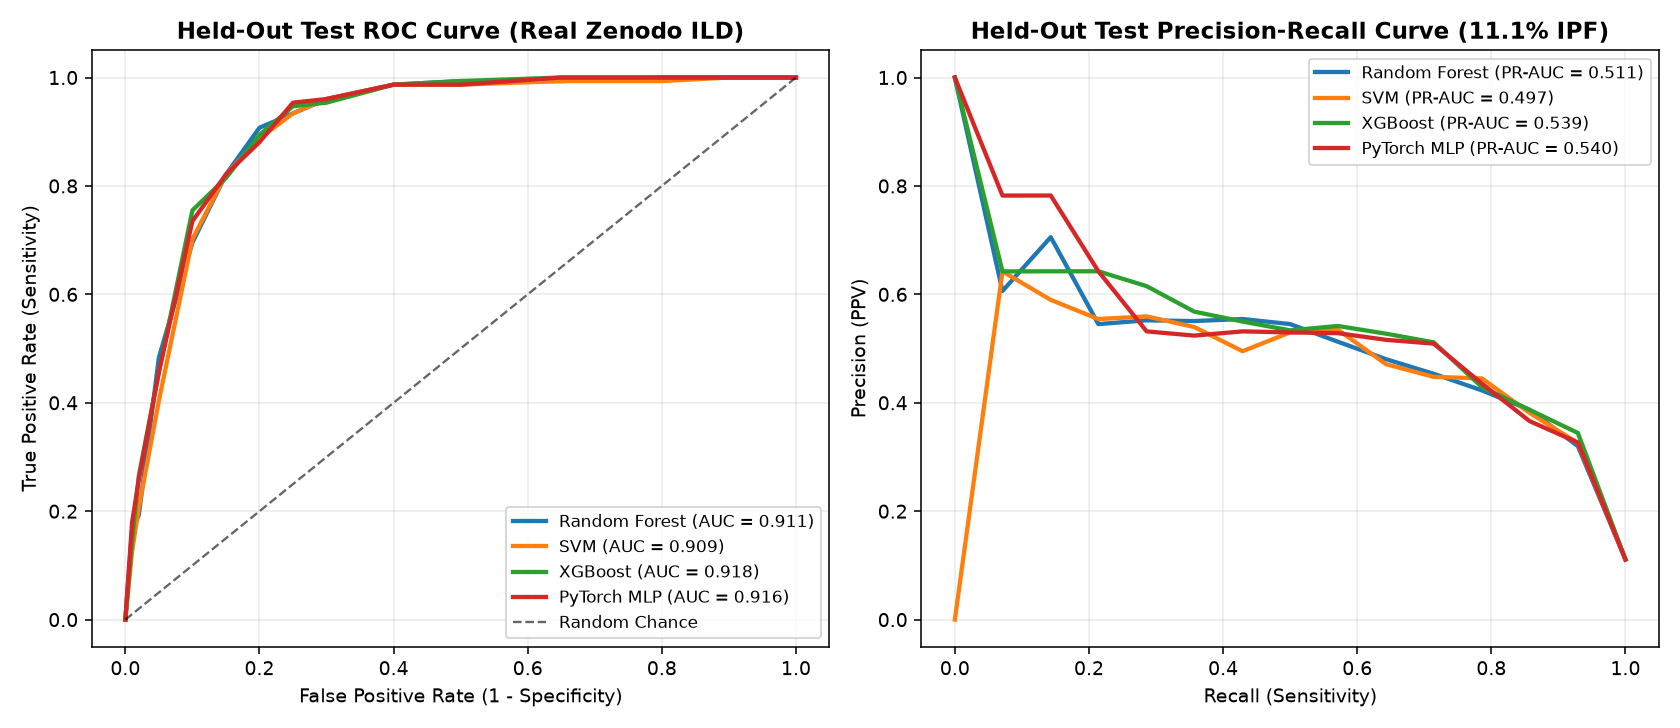 Held-Out Test ROC Curve (Real Zenodo ILD)
True Positive Rate (Sensitivity)
1.0
0.8
0.6
0.4
0.2
0.0
Random Forest (AUC = 0.911)
SVM (AUC = 0.909)
XGBoost (AUC = 0.918)
PyTorch MLP (AUC = 0.916)
Random Chance
0.0 0.2 0.4 0.6 0.8 1.0
False Positive Rate (1 - Specificity)
Held-Out Test Precision-Recall Curve (11.1% IPF)
Precision (PPV)
1.0
0.8
0.6
0.4
0.2
0.0
Random Forest (PR-AUC = 0.511)
SVM (PR-AUC = 0.497)
XGBoost (PR-AUC = 0.539)
PyTorch MLP (PR-AUC = 0.540)
0.0 0.2 0.4 0.6 0.8 1.0
Recall (Sensitivity)